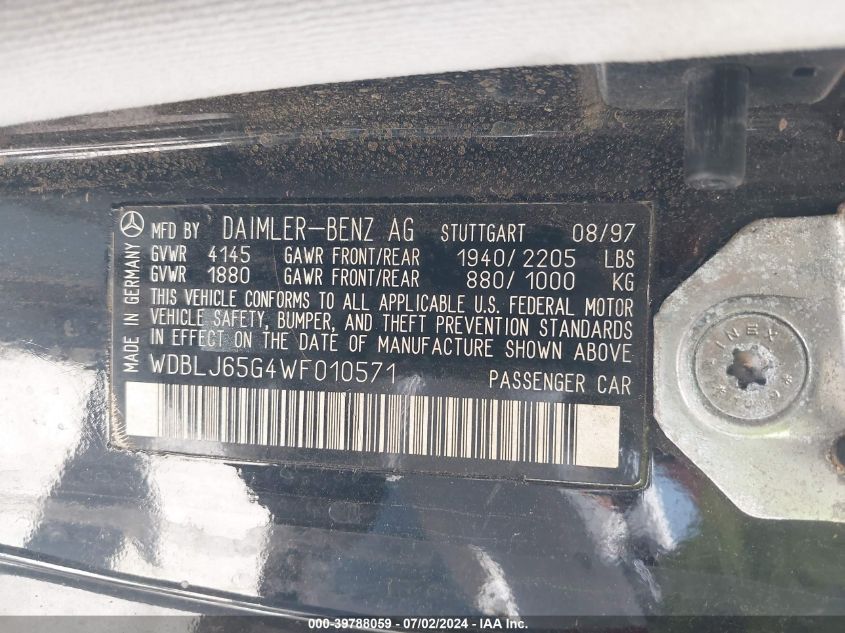 MFD BY DAIMLER-BENZ AG STUTTGART 08/97
GVWR 4145 GAWR FRONT/REAR 1940/2205 LBS
GVWR 1880 GAWR FRONT/REAR 880/1000 KG
THIS VEHICLE CONFORMS TO ALL APPLICABLE U.S. FEDERAL MOTOR
VEHICLE SAFETY, BUMPER, AND THEFT PREVENTION STANDARDS
IN EFFECT ON THE DATE OF MANUFACTURE SHOWN ABOVE
WDBLJ65G4WF010571 PASSENGER CAR
MADE IN GERMANY
000-39788059 - 07/02/2024 - IAA Inc.